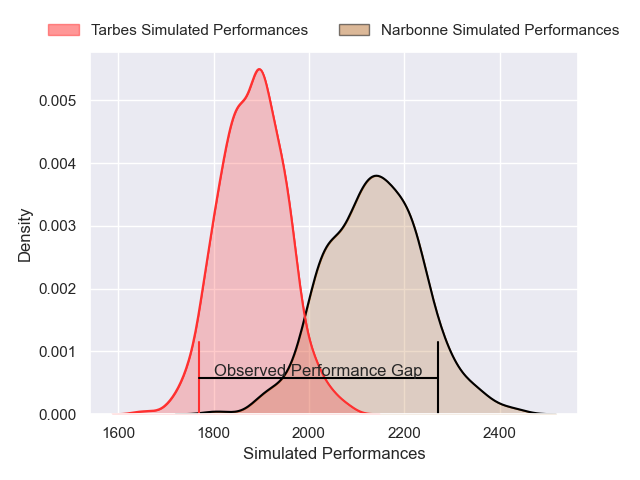 Tarbes Simulated Performances Narbonne Simulated Performances
0.005
0.004
0.003
0.002
0.001
0.000
Density
Observed Performance Gap
1600 1800 2000 2200 2400
Simulated Performances